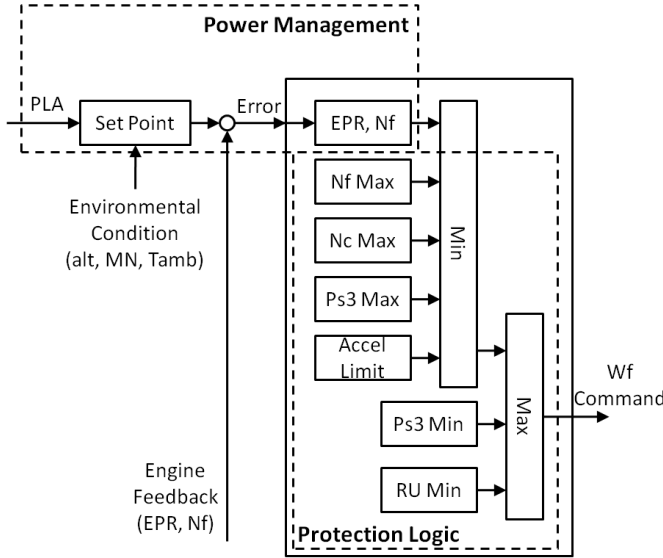 Power Management
PLA
Set Point
Error
EPR, Nf
Environmental
Condition
(alt, MN, Tamb)
Nf Max
Nc Max
Ps3 Max
Accel
Limit
Min
Ps3 Min
RU Min
Max
Wf
Command
Engine
Feedback
(EPR, Nf)
Protection Logic